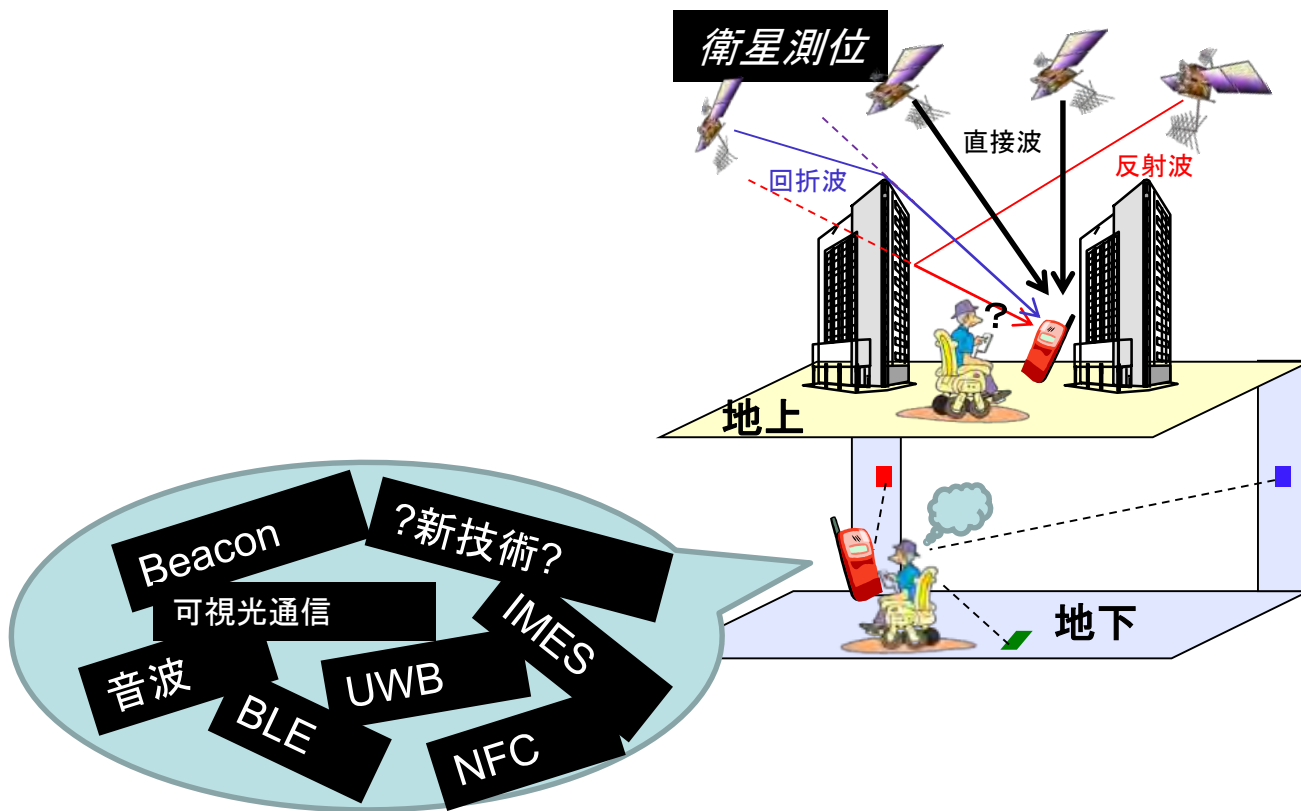 衛星測位
直接波
反射波
回折波
?
地上
Beacon
?新技術?
可視光通信
IMES
音波
UWB
BLE
NFC
地下